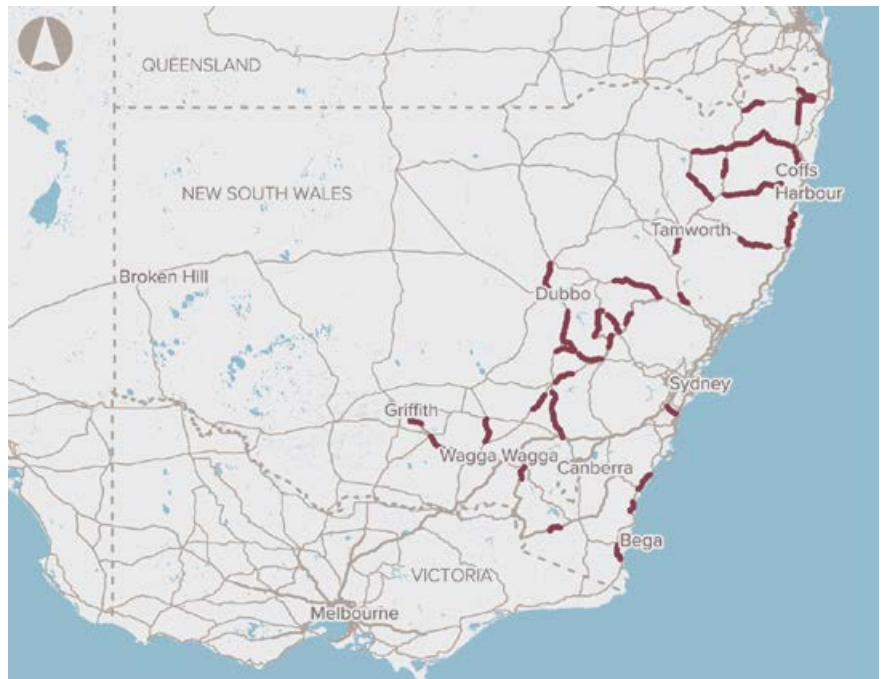 QUEENSLAND
NEW SOUTH WALES
Coffs
Harbour
Tamworth
Broken Hill
Dubbo
Sydney
Griffith
Wagga Wagga
Canberra
Bega
VICTORIA
Melbourne